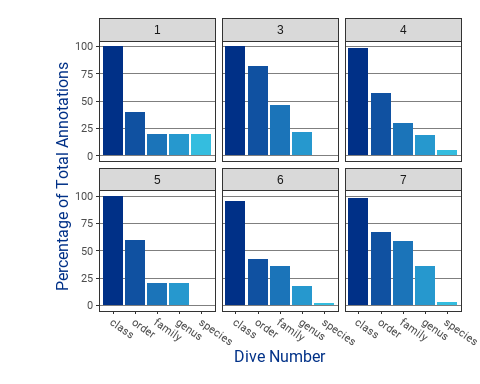 1 3 4
100
75
50
25
0
5 6 7
100
75
50
25
0
class order family genus species class order family genus species class order family genus species
Dive Number
Percentage of Total Annotations